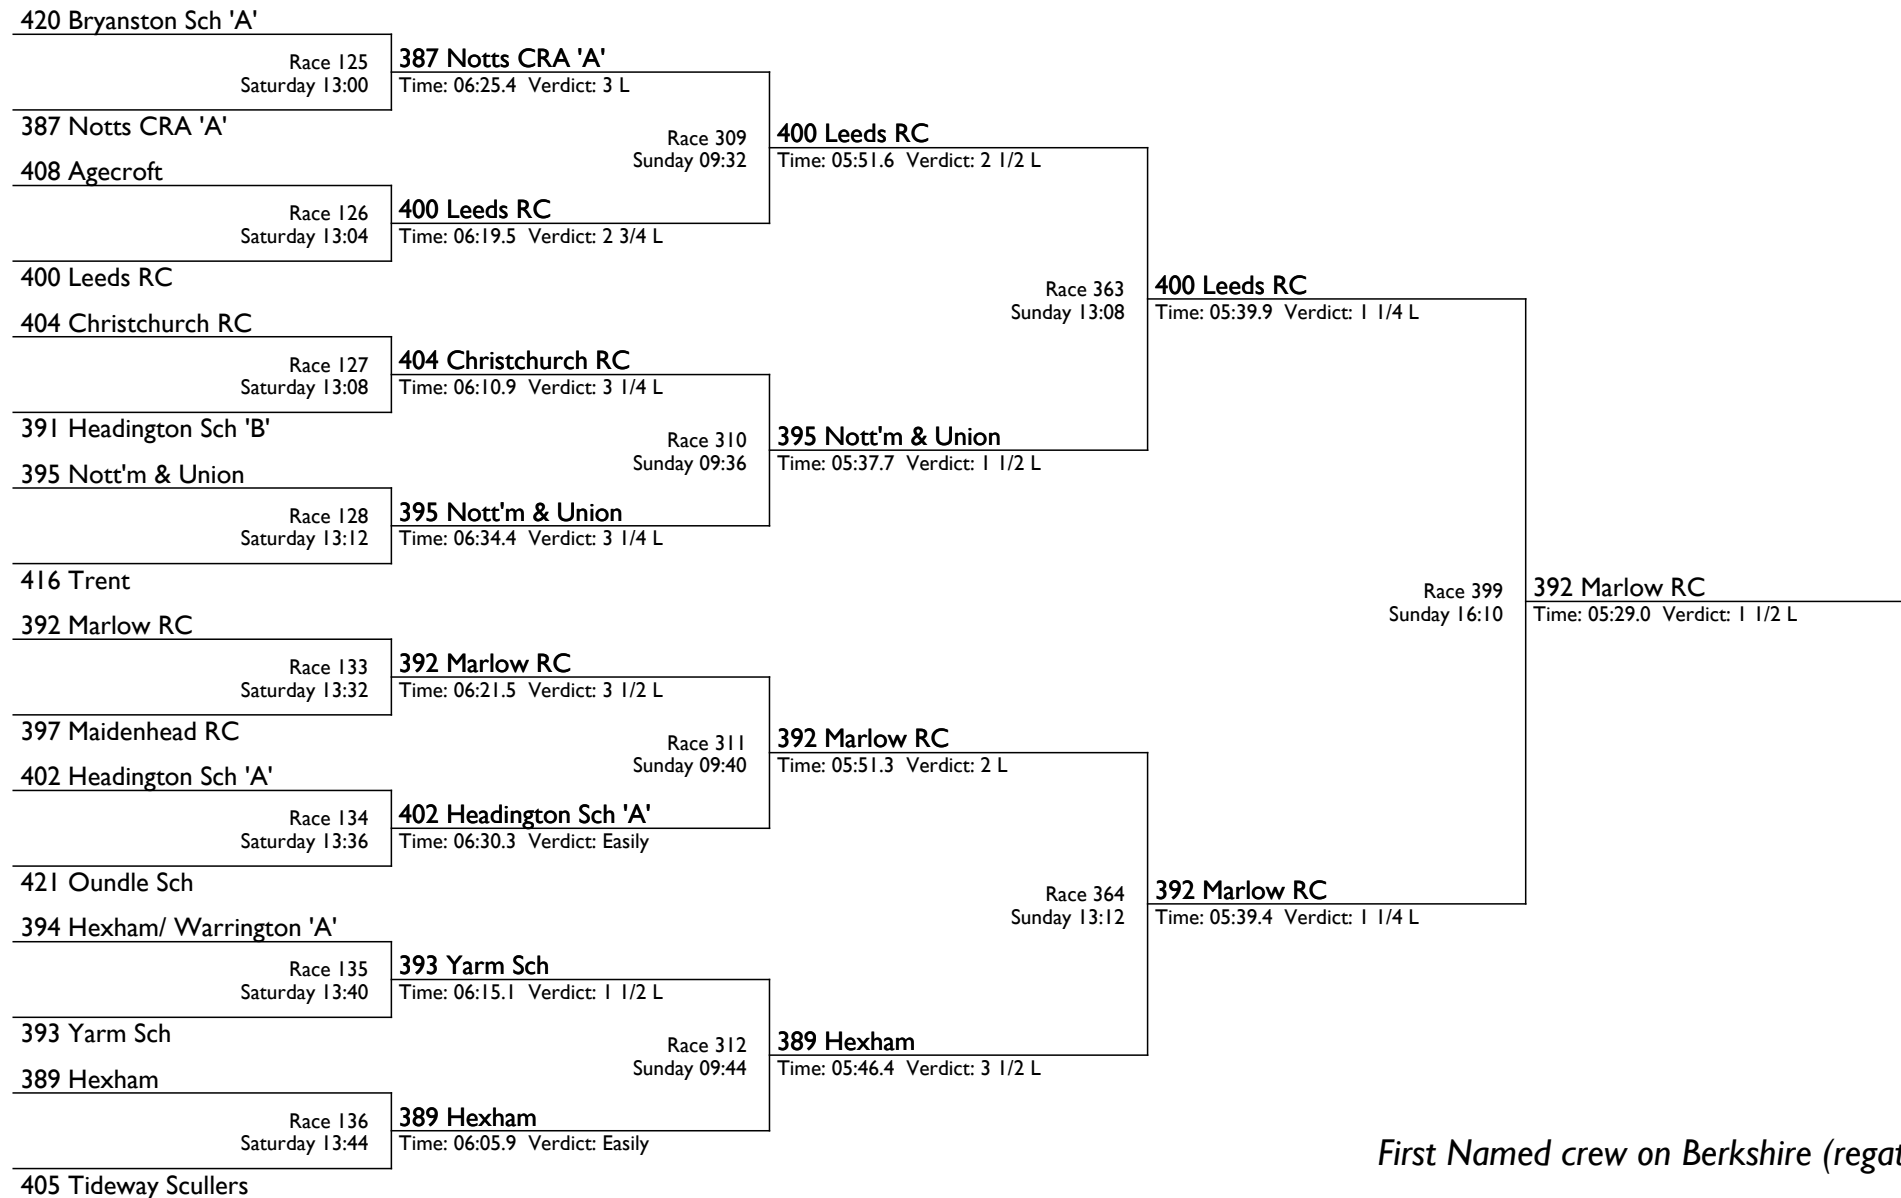 420 Bryanston Sch 'A'
Race 125
Saturday 13:00
387 Notts CRA 'A'
387 Notts CRA 'A'
Time: 06:25.4 Verdict: 3 L
408 Agecroft
Race 126
Saturday 13:04
400 Leeds RC
400 Leeds RC
Time: 06:19.5 Verdict: 2 3/4 L
404 Christchurch RC
Race 127
Saturday 13:08
391 Headington Sch 'B'
404 Christchurch RC
Time: 06:10.9 Verdict: 3 1/4 L
395 Nott'm & Union
Race 128
Saturday 13:12
416 Trent
395 Nott'm & Union
Time: 06:34.4 Verdict: 3 1/4 L
392 Marlow RC
Race 133
Saturday 13:32
397 Maidenhead RC
392 Marlow RC
Time: 06:21.5 Verdict: 3 1/2 L
402 Headington Sch 'A'
Race 134
Saturday 13:36
421 Oundle Sch
402 Headington Sch 'A'
Time: 06:30.3 Verdict: Easily
394 Hexham/ Warrington 'A'
Race 135
Saturday 13:40
393 Yarm Sch
393 Yarm Sch
Time: 06:15.1 Verdict: 1 1/2 L
389 Hexham
Race 136
Saturday 13:44
405 Tideway Scullers
389 Hexham
Time: 06:05.9 Verdict: Easily
Race 309
Sunday 09:32
400 Leeds RC
Time: 05:51.6 Verdict: 2 1/2 L
Race 310
Sunday 09:36
395 Nott'm & Union
Time: 05:37.7 Verdict: 1 1/2 L
Race 311
Sunday 09:40
392 Marlow RC
Time: 05:51.3 Verdict: 2 L
Race 312
Sunday 09:44
389 Hexham
Time: 05:46.4 Verdict: 3 1/2 L
Race 363
Sunday 13:08
400 Leeds RC
Time: 05:39.9 Verdict: 1 1/4 L
Race 364
Sunday 13:12
392 Marlow RC
Time: 05:39.4 Verdict: 1 1/4 L
Race 399
Sunday 16:10
392 Marlow RC
Time: 05:29.0 Verdict: 1 1/2 L
First Named crew on Berkshire (regat